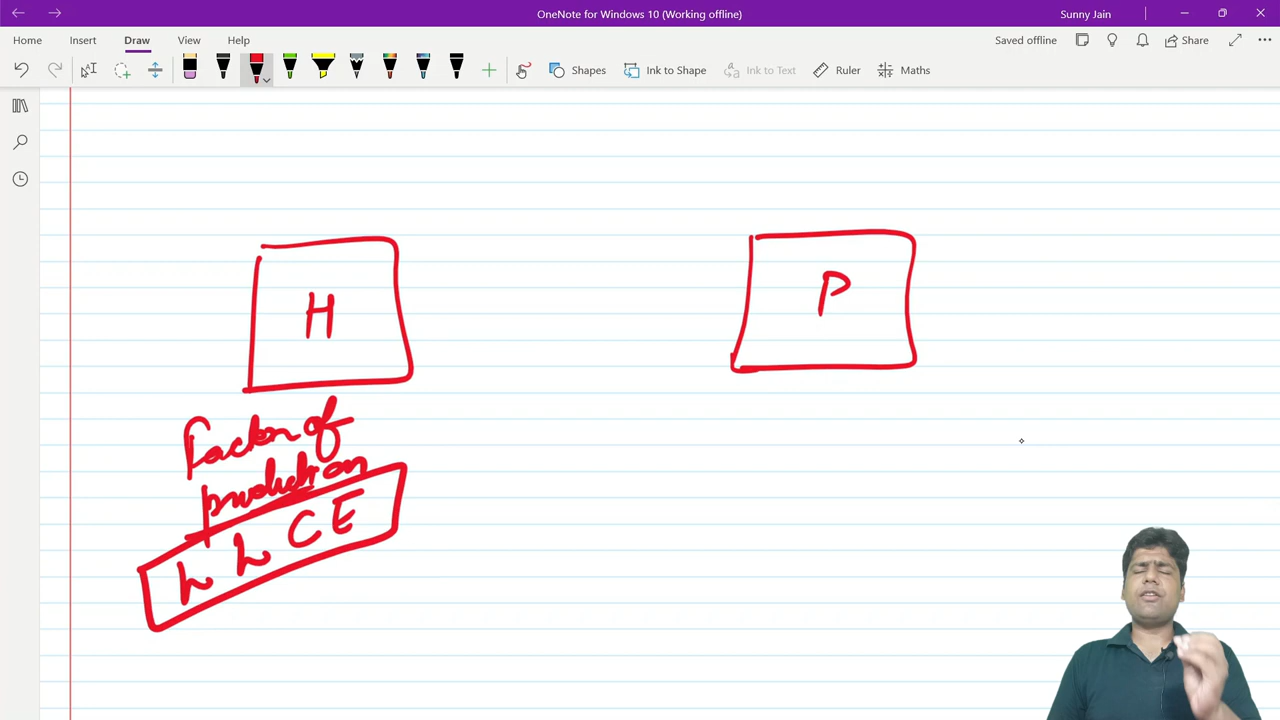 OneNote for Windows 10 (Working offline)
Sunny Jain
Home Insert Draw View Help
Saved offline
Share
Shapes
Ink to Shape
Ink to Text
Ruler
Maths
H
P
Factor of
production
L L C E